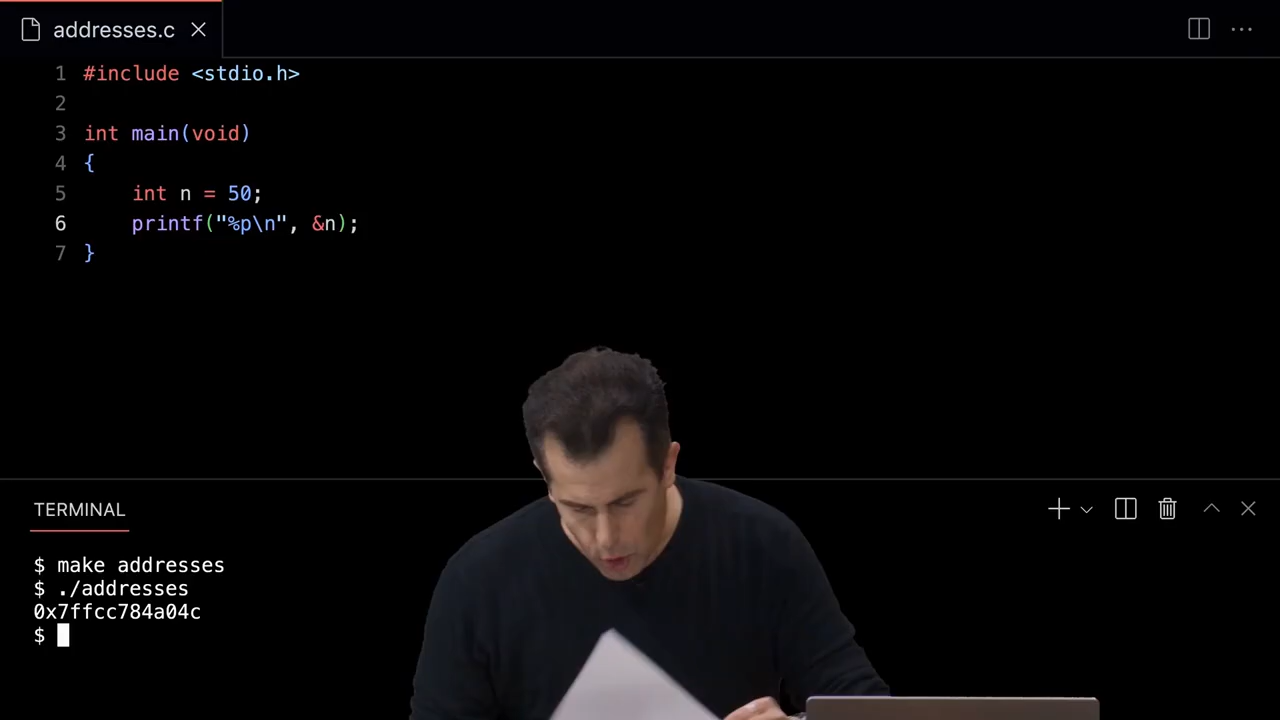 addresses.c
1 #include <stdio.h>
2
3 int main(void)
4 {
5     int n = 50;
6     printf("%p\n", &n);
7 }
TERMINAL
$ make addresses
$ ./addresses
0x7ffcc784a04c
$